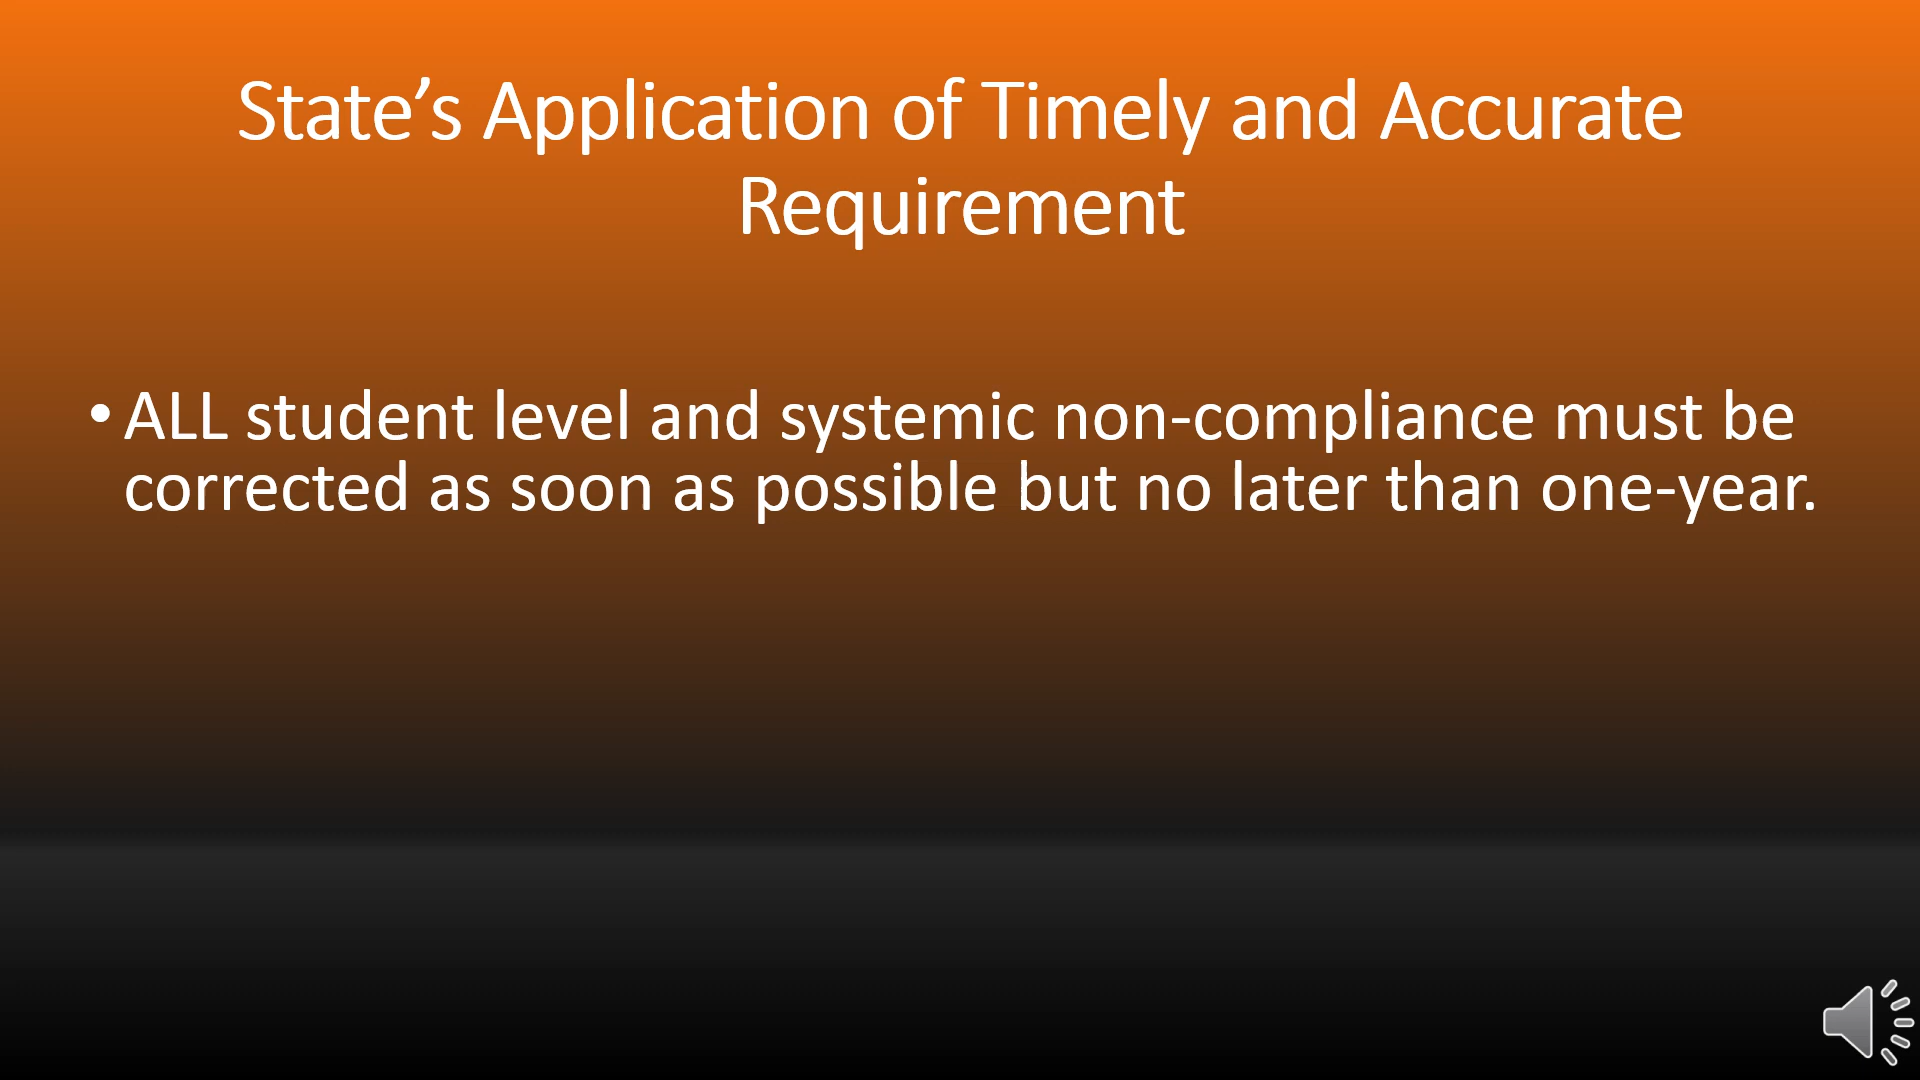 State’s Application of Timely and Accurate
Requirement
• ALL student level and systemic non-compliance must be
corrected as soon as possible but no later than one-year.